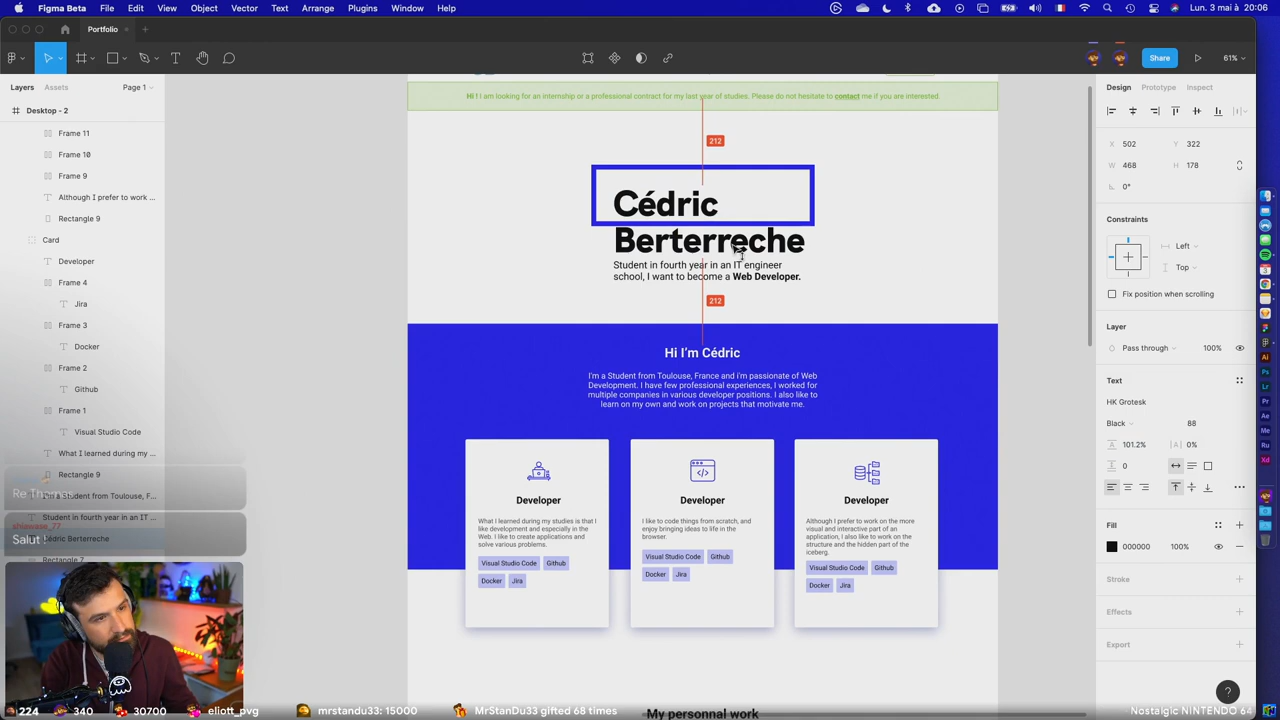 Figma Beta
File
Edit
View
Object
Vector
Text
Arrange
Plugins
Window
Help
Lun. 3 mai à 20:06
Portfolio
Share
61%
Layers
Assets
Page 1
Desktop - 2
Frame 11
Frame 10
Frame 9
Although I prefer to work ...
Rectangle 9
Card
Developer
Frame 4
Jira
Frame 3
Docker
Frame 2
Github
Frame 1
Visual Studio Code
What I learned during my ...
Rectangle 9
Student in fourth year in an IT ...
Cédric Berterreche
Rectangle 7
Salut !
224
340
30700
eliott_pvg
mrstandu33: 15000
MrStanDu33 gifted 68 times
Nostalgic NINTENDO 64
Hi ! I am looking for an internship or a professional contract for my last year of studies. Please do not hesitate to contact me if you are interested.
212
Cédric
Berterreche
Student in fourth year in an IT engineer
school, I want to become a Web Developer.
212
Hi I'm Cédric
I'm a Student from Toulouse, France and i'm passionate of Web
Development. I have few professional experiences, I worked for
multiple companies in various developer positions. I also like to
learn on my own and work on projects that motivate me.
Developer
What I learned during my studies is that I
like development and especially in the
Web. I like to create applications and
solve various problems.
Visual Studio Code
Github
Docker
Jira
Developer
I like to code things from scratch, and
enjoy bringing ideas to life in the
browser.
Visual Studio Code
Github
Docker
Jira
Developer
Although I prefer to work on the more
visual and interactive part of an
application, I also like to work on the
structure and the hidden part of the
iceberg.
Visual Studio Code
Github
Docker
Jira
My personnal work
Design
Prototype
Inspect
X 502
Y 322
W 468
H 178
0°
Constraints
Left
Top
Fix position when scrolling
Layer
Pass through
100%
Text
HK Grotesk
Black
88
101.2%
0%
0
Fill
000000
100%
Stroke
Effects
Export
?